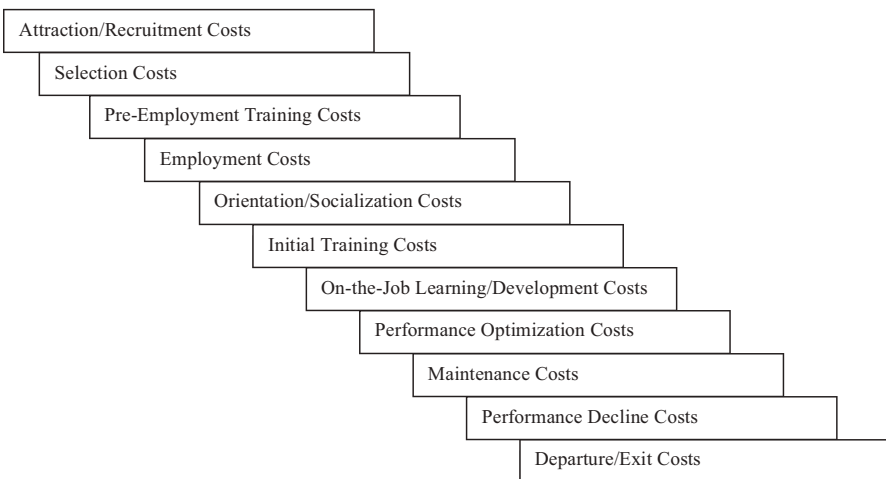 Attraction/Recruitment Costs
Selection Costs
Pre-Employment Training Costs
Employment Costs
Orientation/Socialization Costs
Initial Training Costs
On-the-Job Learning/Development Costs
Performance Optimization Costs
Maintenance Costs
Performance Decline Costs
Departure/Exit Costs